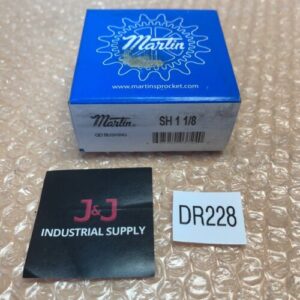 Martin
www.martinsprocket.com
Martin SH 1 1/8
QD BUSHING
J&J
INDUSTRIAL SUPPLY
DR228